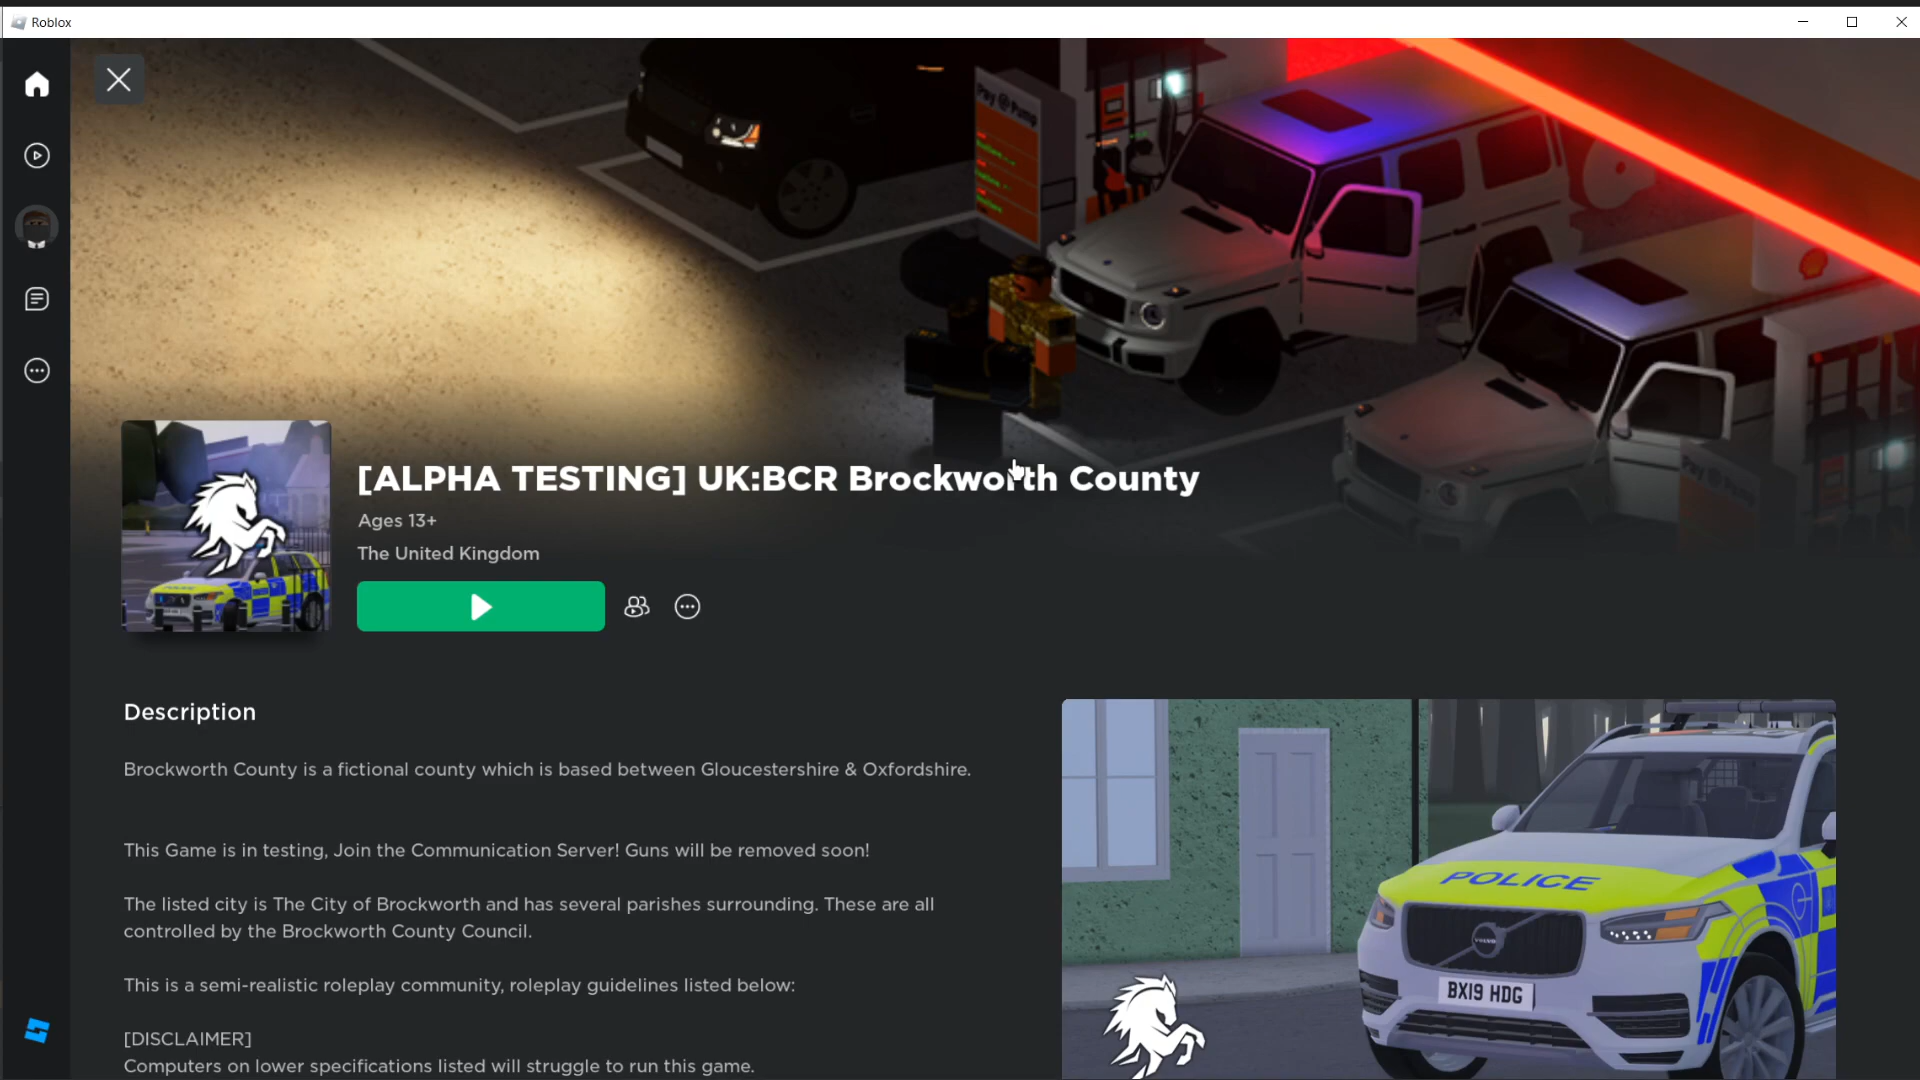 Roblox
Pay @ Pump
[ALPHA TESTING] UK:BCR Brockworth County
Ages 13+
The United Kingdom
Description
Brockworth County is a fictional county which is based between Gloucestershire & Oxfordshire.
This Game is in testing, Join the Communication Server! Guns will be removed soon!
The listed city is The City of Brockworth and has several parishes surrounding. These are all
controlled by the Brockworth County Council.
This is a semi-realistic roleplay community, roleplay guidelines listed below:
[DISCLAIMER]
Computers on lower specifications listed will struggle to run this game.
POLICE
VOLVO
BX19 HDG